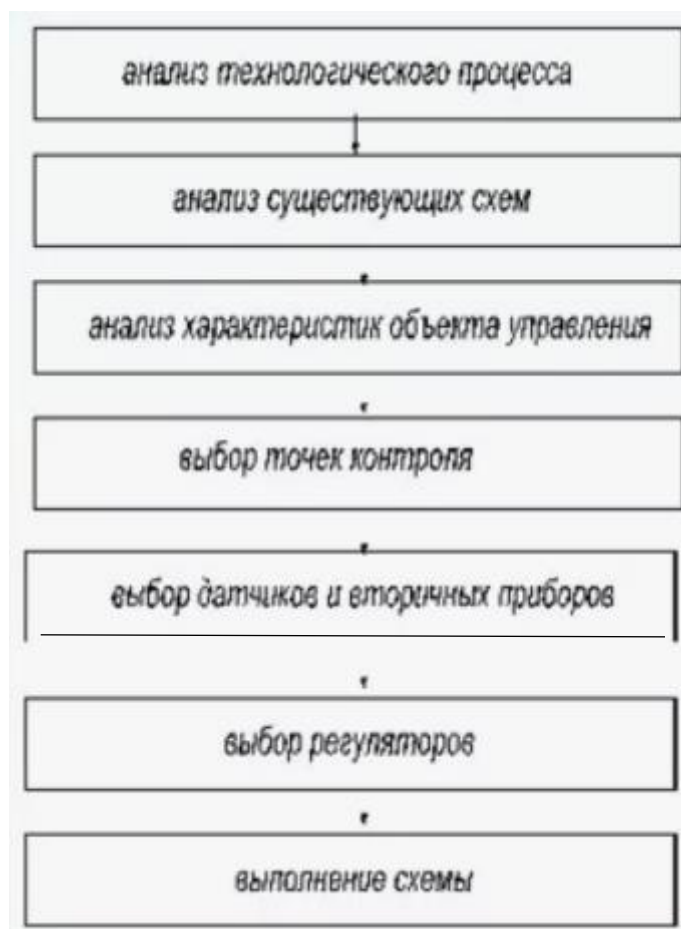 анализ технологического процесса
анализ существующих схем
анализ характеристик объекта управления
выбор точек контроля
выбор датчиков и вторичных приборов
выбор регуляторов
выполнение схемы